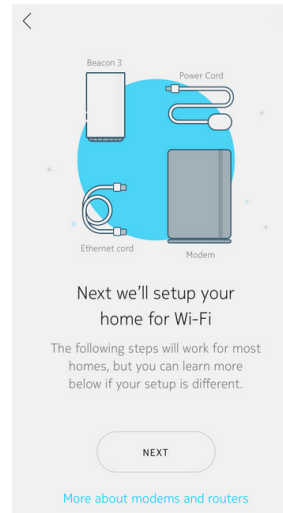 Beacon 3
Power Cord
Ethernet cord
Modem
Next we'll setup your
home for Wi-Fi
The following steps will work for most
homes, but you can learn more
below if your setup is different.
NEXT
More about modems and routers